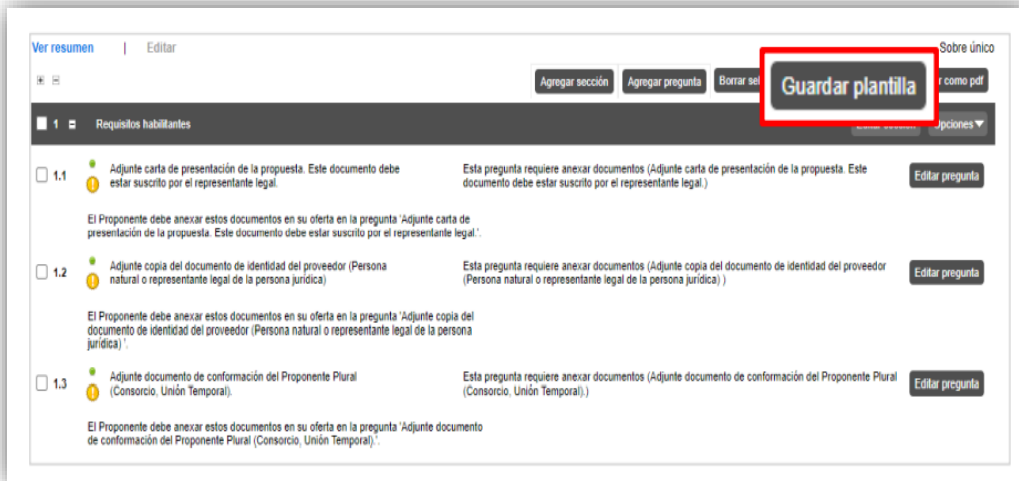 Ver resumen | Editar Sobre único
Agregar sección Agregar pregunta Borrar Guardar plantilla como pdf
1 Requisitos habilitantes Opciones
1.1 Adjunte carta de presentación de la propuesta. Este documento debe Esta pregunta requiere anexar documentos (Adjunte carta de presentación de la propuesta. Este Editar pregunta
estar suscrito por el representante legal. documento debe estar suscrito por el representante legal.)
El Proponente debe anexar estos documentos en su oferta en la pregunta 'Adjunte carta de
presentación de la propuesta. Este documento debe estar suscrito por el representante legal.'.
1.2 Adjunte copia del documento de identidad del proveedor (Persona Esta pregunta requiere anexar documentos (Adjunte copia del documento de identidad del proveedor Editar pregunta
natural o representante legal de la persona jurídica) (Persona natural o representante legal de la persona jurídica) )
El Proponente debe anexar estos documentos en su oferta en la pregunta 'Adjunte copia del
documento de identidad del proveedor (Persona natural o representante legal de la persona
jurídica) '.
1.3 Adjunte documento de conformación del Proponente Plural Esta pregunta requiere anexar documentos (Adjunte documento de conformación del Proponente Plural Editar pregunta
(Consorcio, Unión Temporal). (Consorcio, Unión Temporal).)
El Proponente debe anexar estos documentos en su oferta en la pregunta 'Adjunte documento
de conformación del Proponente Plural (Consorcio, Unión Temporal).'.